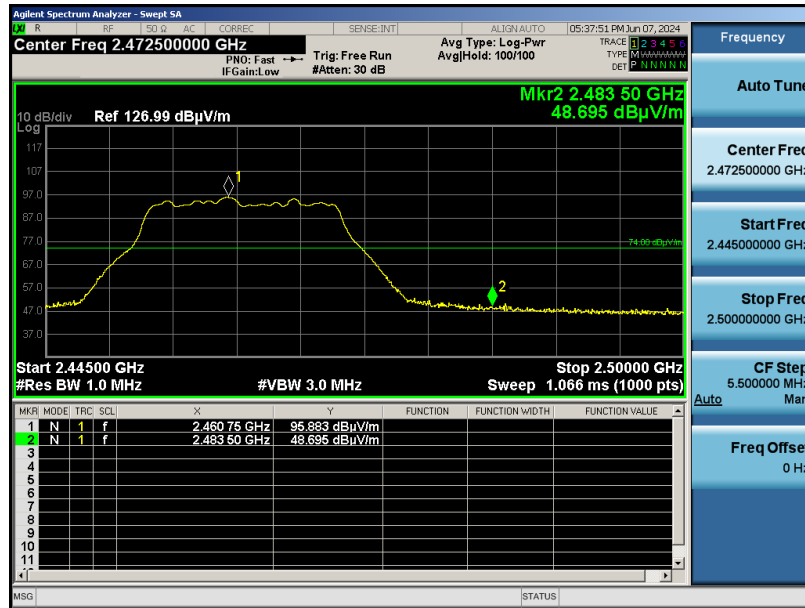 Agilent Spectrum Analyzer - Swept SA
LXI R RF 50 Ω AC CORREC SENSE:INT ALIGN AUTO 05:37:51 PM Jun 07, 2024
Center Freq 2.472500000 GHz
PNO: Fast
IFGain:Low
Trig: Free Run
#Atten: 30 dB
Avg Type: Log-Pwr
Avg|Hold: 100/100
TRACE 1 2 3 4 5 6
TYPE M WWWWW
DET P N N N N N
Mkr2 2.483 50 GHz
48.695 dBµV/m
10 dB/div Ref 126.99 dBµV/m
Log
117
107
97.0
87.0
77.0
67.0
57.0
47.0
37.0
1
74.00 dBµV/m
2
Start 2.44500 GHz Stop 2.50000 GHz
#Res BW 1.0 MHz #VBW 3.0 MHz Sweep 1.066 ms (1000 pts)
MKR MODE TRC SCL X Y FUNCTION FUNCTION WIDTH FUNCTION VALUE
1 N 1 f 2.460 75 GHz 95.883 dBµV/m
2 N 1 f 2.483 50 GHz 48.695 dBµV/m
3
4
5
6
7
8
9
10
11
MSG STATUS
Frequency
Auto Tune
Center Freq
2.472500000 GHz
Start Freq
2.445000000 GHz
Stop Freq
2.500000000 GHz
CF Step
5.500000 MHz
Auto Man
Freq Offset
0 Hz